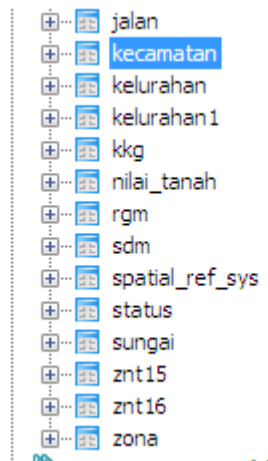 jalan
kecamatan
kelurahan
kelurahan1
kkg
nilai_tanah
rgm
sdm
spatial_ref_sys
status
sungai
znt15
znt16
zona